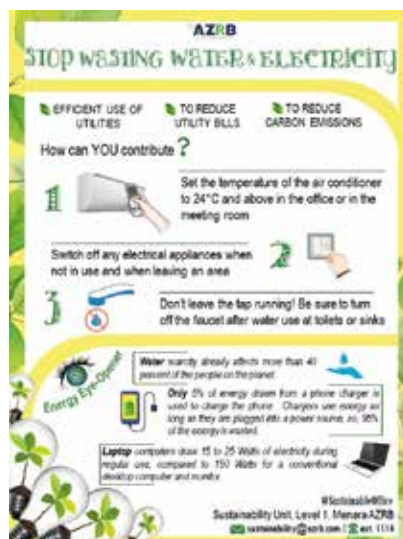 AZRB
STOP WASTING WATER & ELECTRICITY
EFFICIENT USE OF
UTILITIES
TO REDUCE
UTILITY BILLS
TO REDUCE
CARBON EMISSIONS
How can YOU contribute ?
1
Set the temperature of the air conditioner
to 24°C and above in the office or in the
meeting room
Switch off any electrical appliances when
not in use and when leaving an area
2
3
Don't leave the tap running! Be sure to turn
off the faucet after water use at toilets or sinks
Energy Eye-Opener
Water scarcity already affects more than 40
percent of the people on the planet.
Only 5% of energy drawn from a phone charger is
used to charge the phone. Chargers use energy as
long as they are plugged into a power source, so, 95%
of the energy is wasted.
Laptop computers draw 15 to 25 Watts of electricity during
regular use, compared to 150 Watts for a conventional
desktop computer and monitor.
Sustainability Unit, Level 1, Menara AZRB
sustainability@azrb.com | ext. 1114